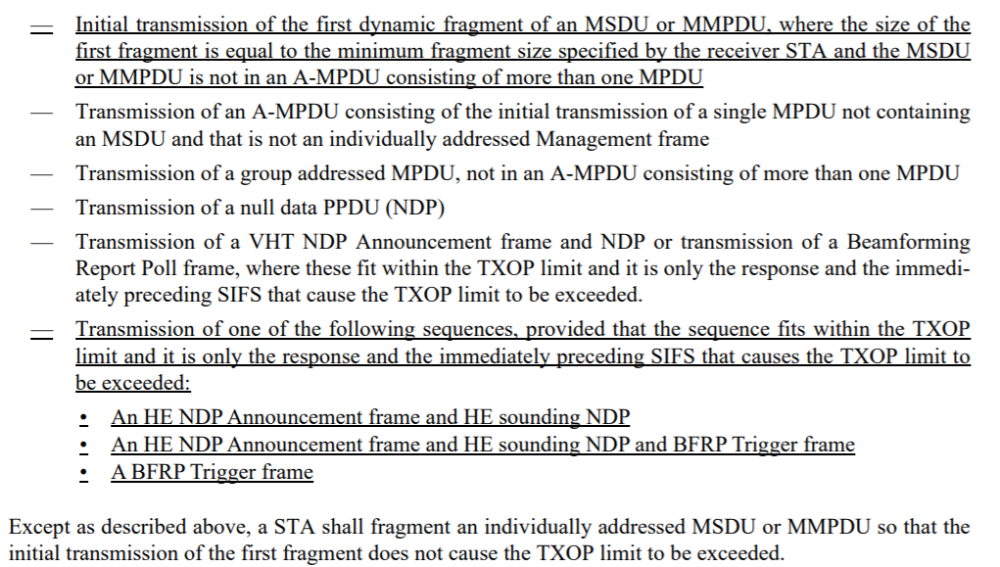 — Initial transmission of the first dynamic fragment of an MSDU or MMPDU, where the size of the
first fragment is equal to the minimum fragment size specified by the receiver STA and the MSDU
or MMPDU is not in an A-MPDU consisting of more than one MPDU
— Transmission of an A-MPDU consisting of the initial transmission of a single MPDU not containing
an MSDU and that is not an individually addressed Management frame
— Transmission of a group addressed MPDU, not in an A-MPDU consisting of more than one MPDU
— Transmission of a null data PPDU (NDP)
— Transmission of a VHT NDP Announcement frame and NDP or transmission of a Beamforming
Report Poll frame, where these fit within the TXOP limit and it is only the response and the immedi-
ately preceding SIFS that cause the TXOP limit to be exceeded.
— Transmission of one of the following sequences, provided that the sequence fits within the TXOP
limit and it is only the response and the immediately preceding SIFS that causes the TXOP limit to
be exceeded:
• An HE NDP Announcement frame and HE sounding NDP
• An HE NDP Announcement frame and HE sounding NDP and BFRP Trigger frame
• A BFRP Trigger frame
Except as described above, a STA shall fragment an individually addressed MSDU or MMPDU so that the
initial transmission of the first fragment does not cause the TXOP limit to be exceeded.